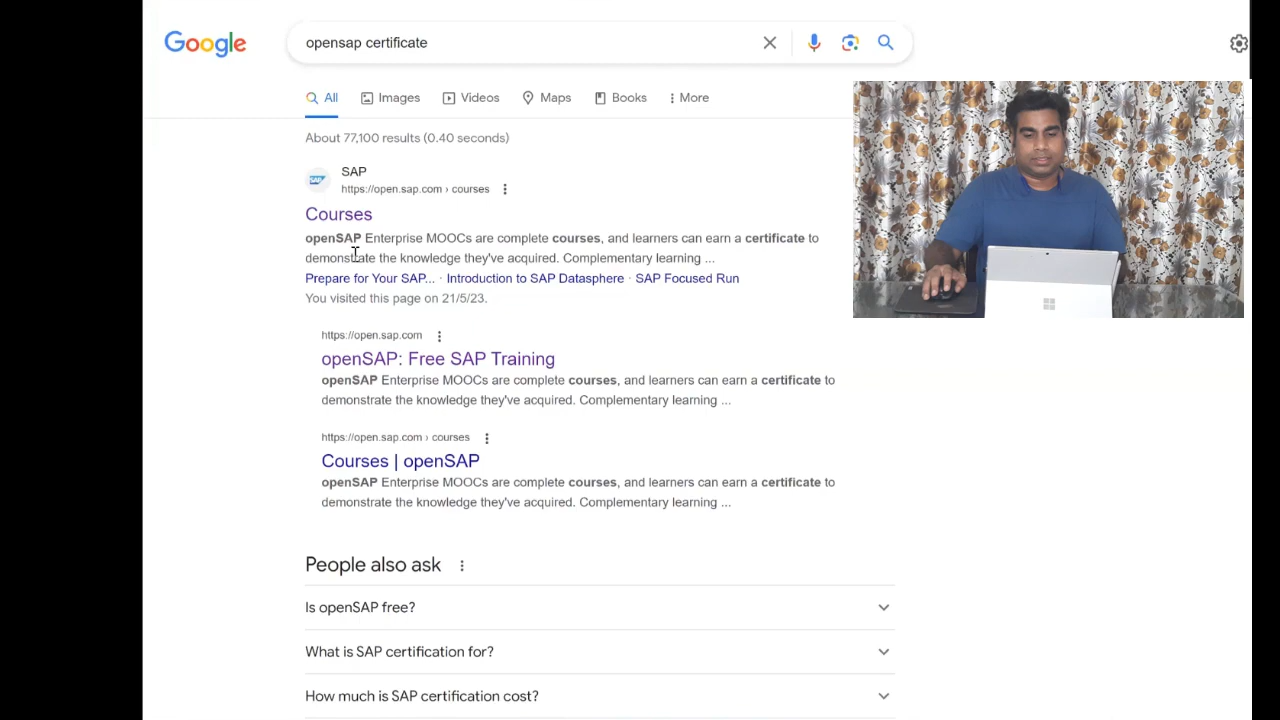 Google
opensap certificate
All
Images
Videos
Maps
Books
More
About 77,100 results (0.40 seconds)
SAP
SAP
https://open.sap.com › courses
Courses
openSAP Enterprise MOOCs are complete courses, and learners can earn a certificate to
demonstrate the knowledge they've acquired. Complementary learning ...
Prepare for Your SAP... · Introduction to SAP Datasphere · SAP Focused Run
You visited this page on 21/5/23.
https://open.sap.com
openSAP: Free SAP Training
openSAP Enterprise MOOCs are complete courses, and learners can earn a certificate to
demonstrate the knowledge they've acquired. Complementary learning ...
https://open.sap.com › courses
Courses | openSAP
openSAP Enterprise MOOCs are complete courses, and learners can earn a certificate to
demonstrate the knowledge they've acquired. Complementary learning ...
People also ask
Is openSAP free?
What is SAP certification for?
How much is SAP certification cost?